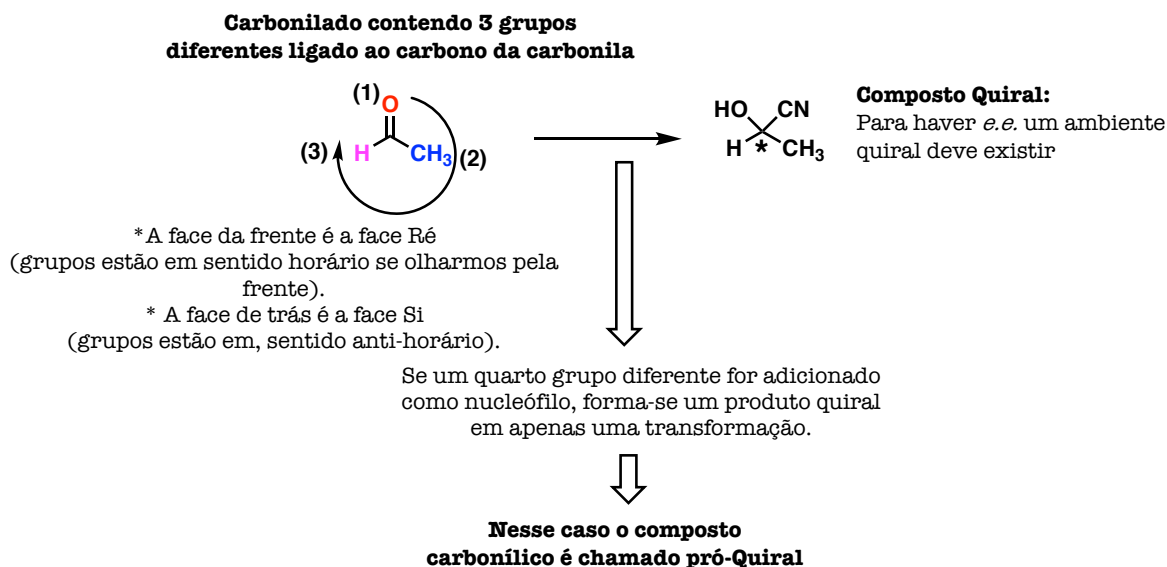 Carbonilado contendo 3 grupos
diferentes ligado ao carbono da carbonila
(1)
O
H
CH3
(3)
(2)
HO
CN
H
*
CH3
Composto Quiral:
Para haver e.e. um ambiente
quiral deve existir
*A face da frente é a face Ré
(grupos estão em sentido horário se olharmos pela
frente).
* A face de trás é a face Si
(grupos estão em, sentido anti-horário).
Se um quarto grupo diferente for adicionado
como nucleófilo, forma-se um produto quiral
em apenas uma transformação.
Nesse caso o composto
carbonílico é chamado pró-Quiral